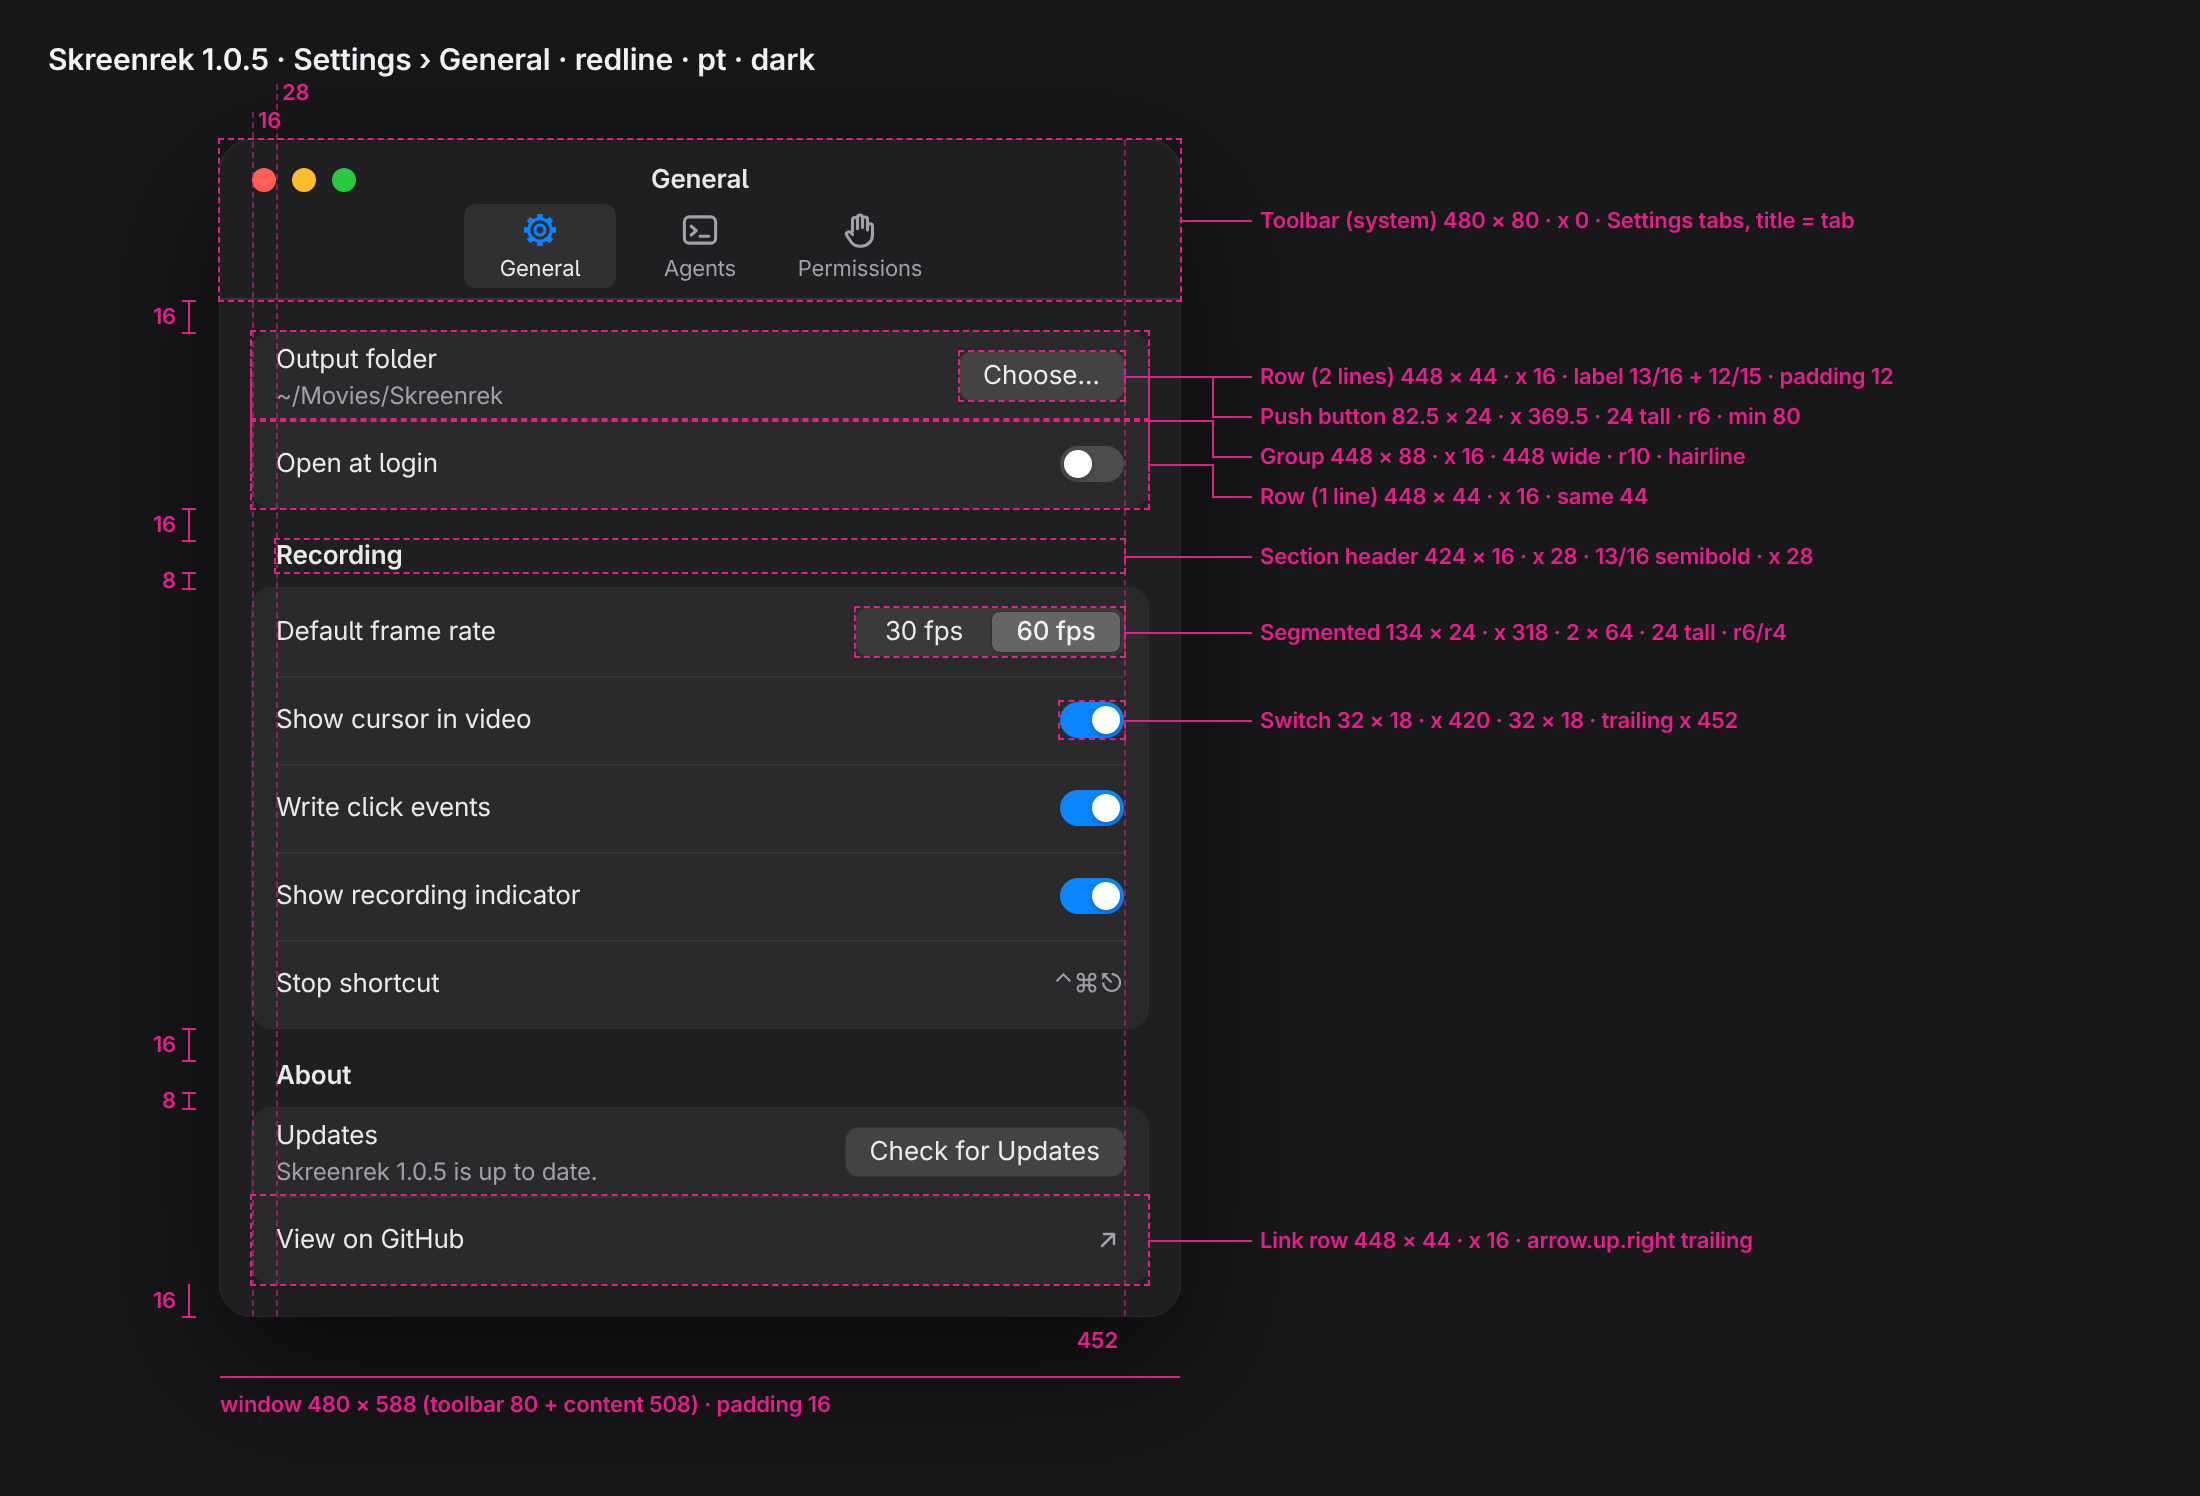 Skreenrek 1.0.5 · Settings › General · redline · pt · dark
28
16
General
General
Agents
Permissions
Toolbar (system) 480 × 80 · x 0 · Settings tabs, title = tab
16
Output folder
~/Movies/Skreenrek
Choose...
Row (2 lines) 448 × 44 · x 16 · label 13/16 + 12/15 · padding 12
Push button 82.5 × 24 · x 369.5 · 24 tall · r6 · min 80
Group 448 × 88 · x 16 · 448 wide · r10 · hairline
Open at login
Row (1 line) 448 × 44 · x 16 · same 44
16
Recording
Section header 424 × 16 · x 28 · 13/16 semibold · x 28
8
Default frame rate
30 fps
60 fps
Segmented 134 × 24 · x 318 · 2 × 64 · 24 tall · r6/r4
Show cursor in video
Switch 32 × 18 · x 420 · 32 × 18 · trailing x 452
Write click events
Show recording indicator
Stop shortcut
^⌘⎋
16
About
8
Updates
Skreenrek 1.0.5 is up to date.
Check for Updates
View on GitHub
Link row 448 × 44 · x 16 · arrow.up.right trailing
16
452
window 480 × 588 (toolbar 80 + content 508) · padding 16